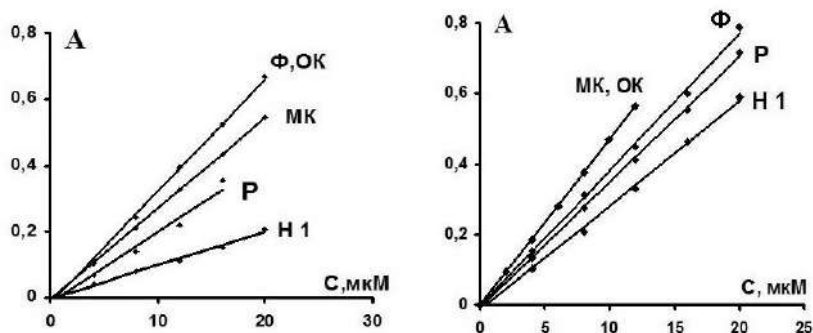 0,8
А
Ф,ОК
0,6
МК
0,4
Р
0,2
Н 1
С,мкМ
0
0 10 20 30
0,8
А
Ф
Р
МК, ОК
0,6
Н 1
0,4
0,2
С, мкМ
0
0 5 10 15 20 25